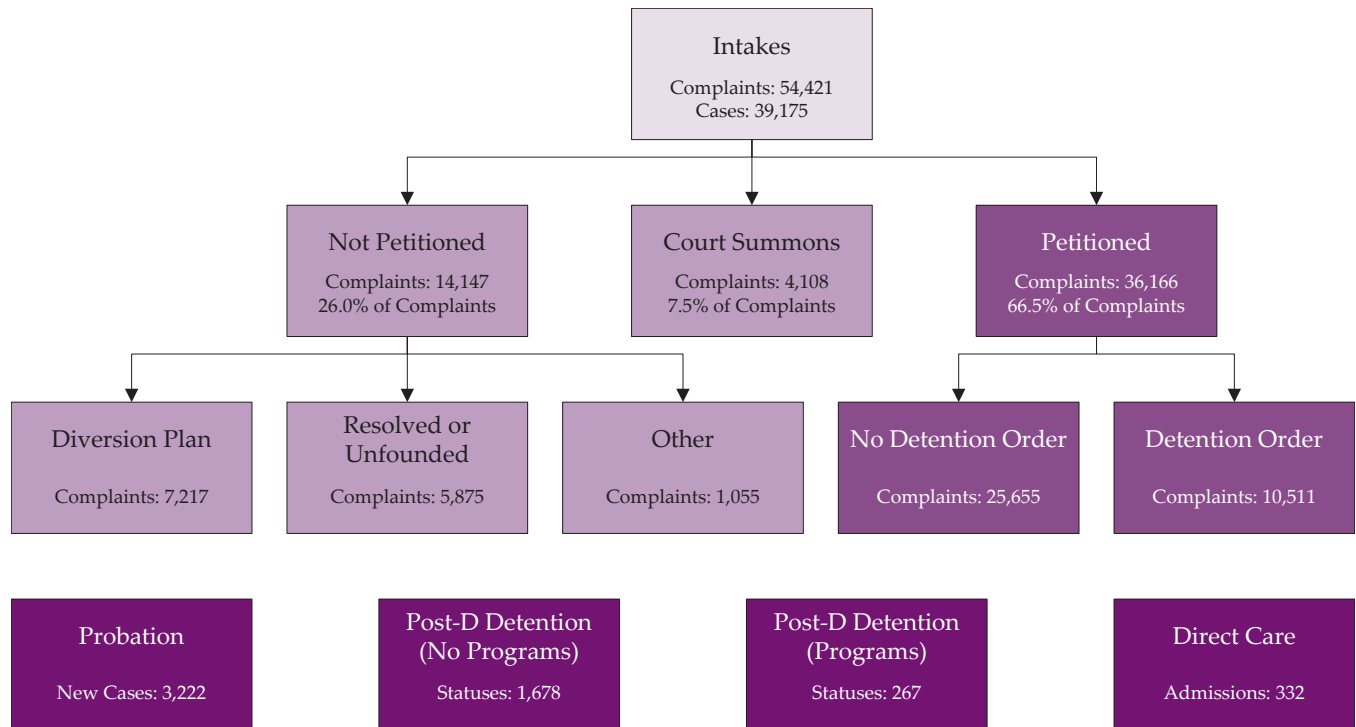 Intakes
Complaints: 54,421
Cases: 39,175
Not Petitioned
Complaints: 14,147
26.0% of Complaints
Court Summons
Complaints: 4,108
7.5% of Complaints
Petitioned
Complaints: 36,166
66.5% of Complaints
Diversion Plan
Complaints: 7,217
Resolved or
Unfounded
Complaints: 5,875
Other
Complaints: 1,055
No Detention Order
Complaints: 25,655
Detention Order
Complaints: 10,511
Probation
New Cases: 3,222
Post-D Detention
(No Programs)
Statuses: 1,678
Post-D Detention
(Programs)
Statuses: 267
Direct Care
Admissions: 332